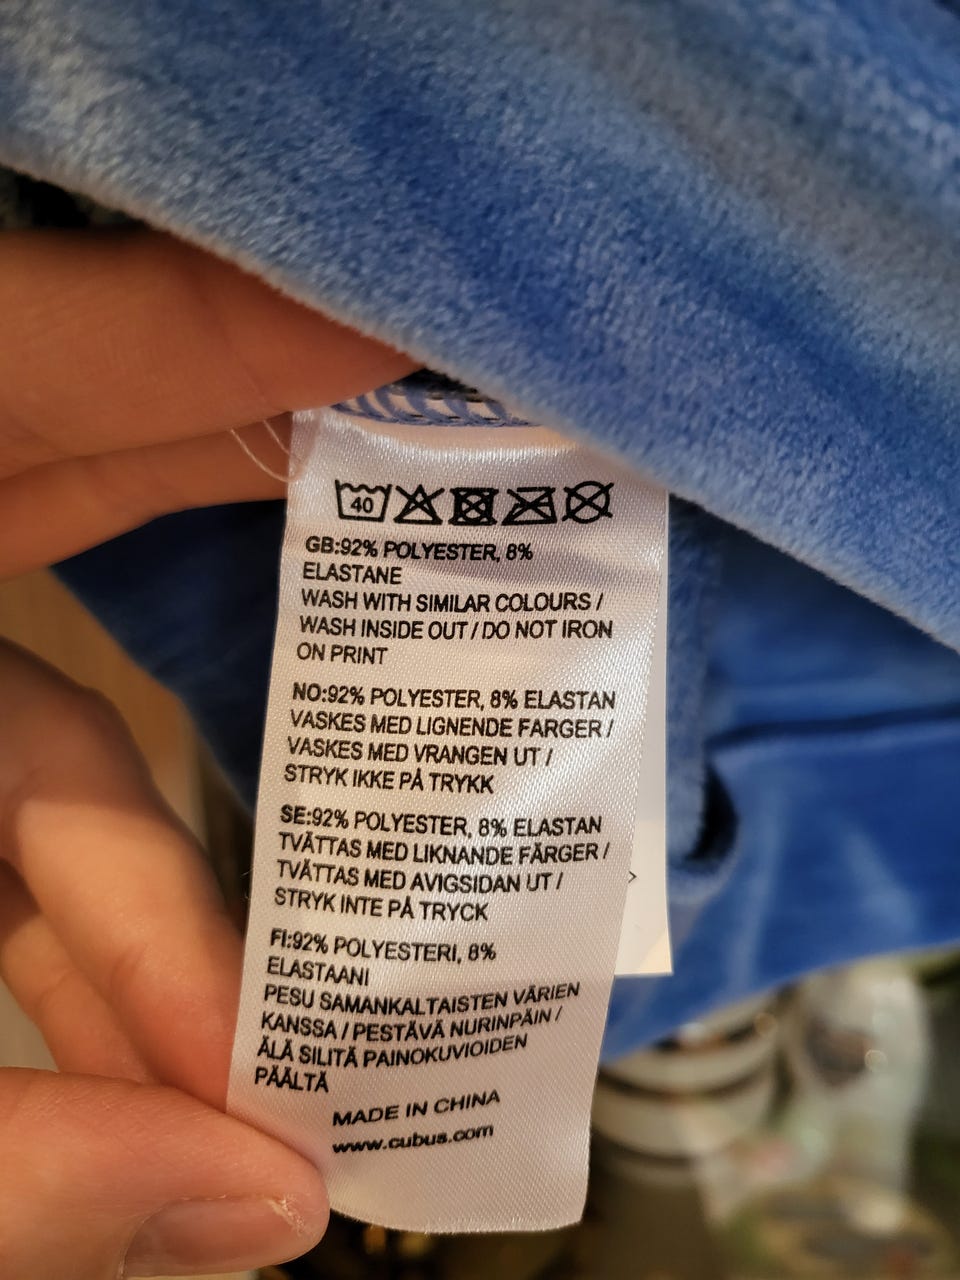 40
GB:92% POLYESTER, 8%
ELASTANE
WASH WITH SIMILAR COLOURS /
WASH INSIDE OUT / DO NOT IRON
ON PRINT
NO:92% POLYESTER, 8% ELASTAN
VASKES MED LIGNENDE FARGER /
VASKES MED VRANGEN UT /
STRYK IKKE PÅ TRYKK
SE:92% POLYESTER, 8% ELASTAN
TVÄTTAS MED LIKNANDE FÄRGER /
TVÄTTAS MED AVIGSIDAN UT /
STRYK INTE PÅ TRYCK
FI:92% POLYESTERI, 8%
ELASTAANI
PESU SAMANKALTAISTEN VÄRIEN
KANSSA / PESTÄVÄ NURINPÄIN /
ÄLÄ SILITÄ PAINOKUVIOIDEN
PÄÄLTÄ
MADE IN CHINA
www.cubus.com